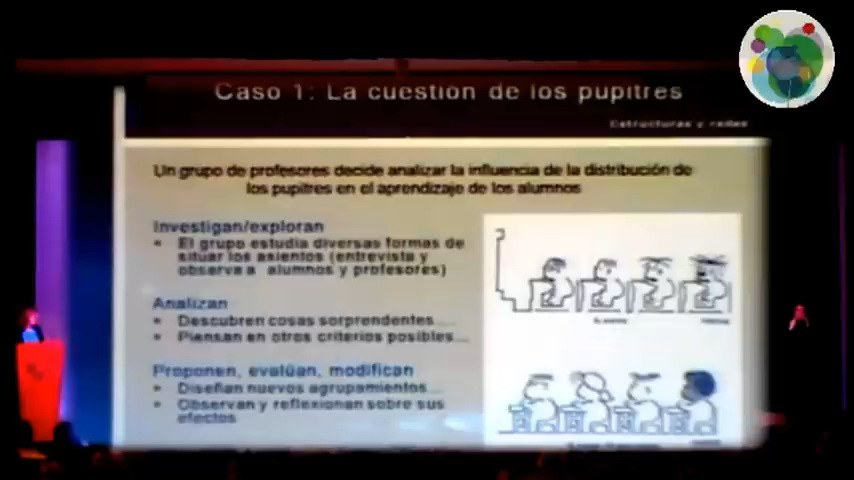 Caso 1: La cuestión de los pupitres
Estructuras y redes
Un grupo de profesores decide analizar la influencia de la distribución de
los pupitres en el aprendizaje de los alumnos
Investigan/exploran
• El grupo estudia diversas formas de
situar los asientos (entrevista y
observa a alumnos y profesores)
Analizan
• Descubren cosas sorprendentes...
• Piensan en otros criterios posibles...
Proponen, evalúan, modifican
• Diseñan nuevos agrupamientos...
• Observan y reflexionan sobre sus
efectos